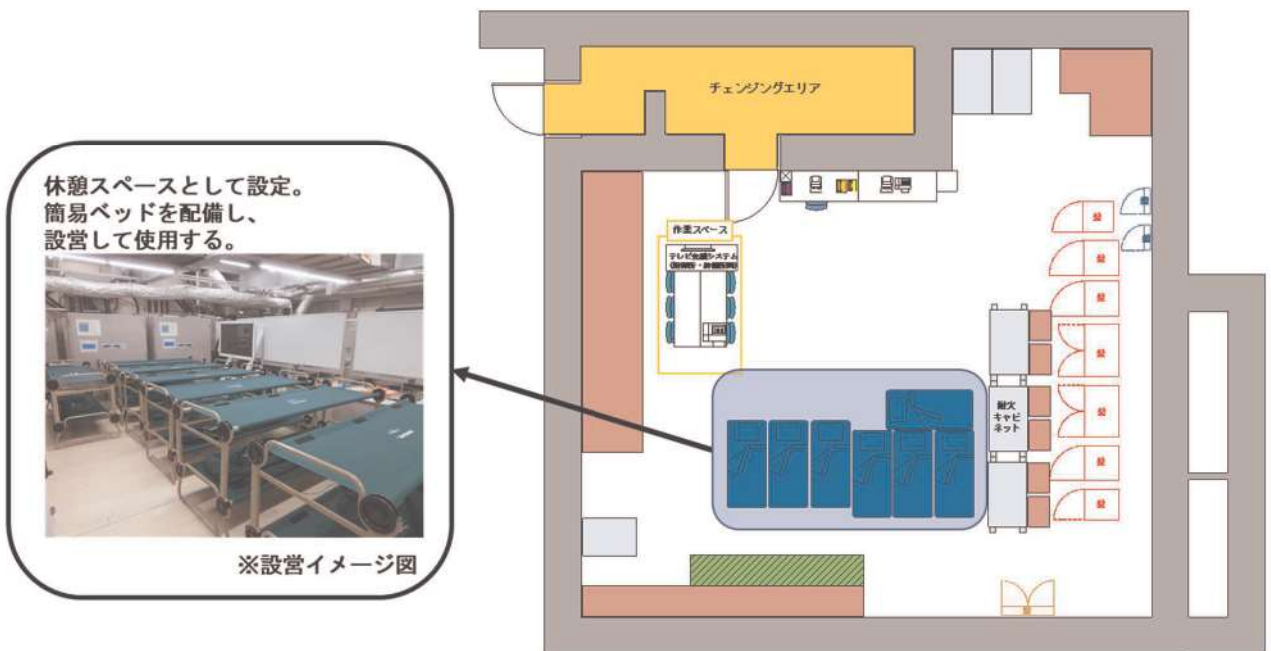 休憩スペースとして設定。
簡易ベッドを配備し、
設営して使用する。
※設営イメージ図
チェンジングエリア
作業スペース
テレビ会議システム
耐火
キャビ
ネット